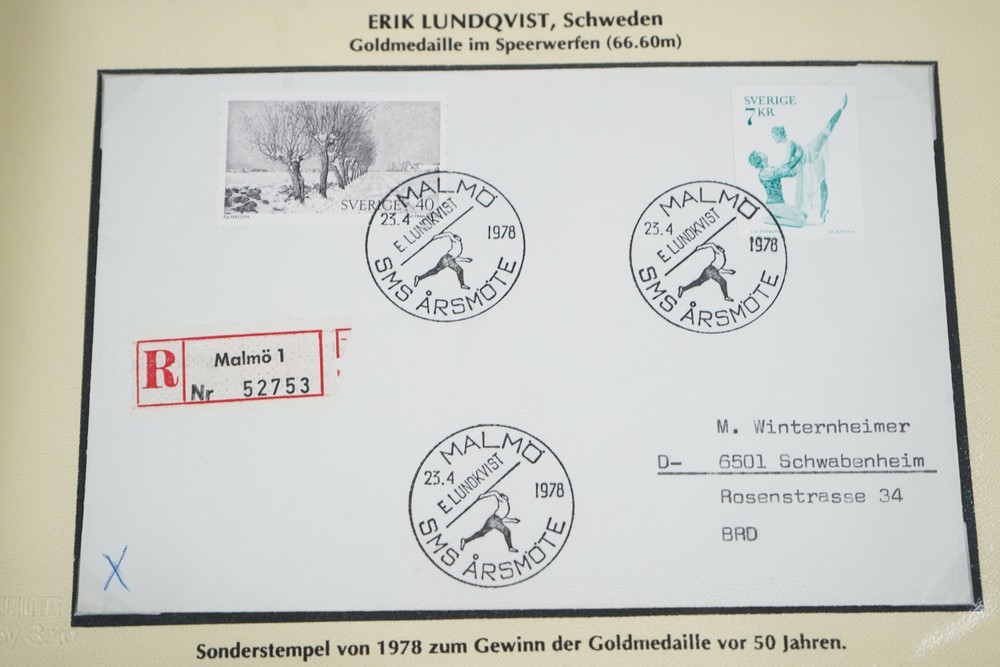 ERIK LUNDQVIST, Schweden
Goldmedaille im Speerwerfen (66.60m)
SVERIGE 40
SVERIGE
7 KR
MALMÖ
23.4 1978
E. LUNDKVIST
SMS ÅRSMÖTE
MALMÖ
23.4 1978
E. LUNDKVIST
SMS ÅRSMÖTE
R Malmö 1
Nr 52753
MALMÖ
23.4 1978
E. LUNDKVIST
SMS ÅRSMÖTE
M. Winternheimer
D- 6501 Schwabenheim
Rosenstrasse 34
BRD
X
Sonderstempel von 1978 zum Gewinn der Goldmedaille vor 50 Jahren.